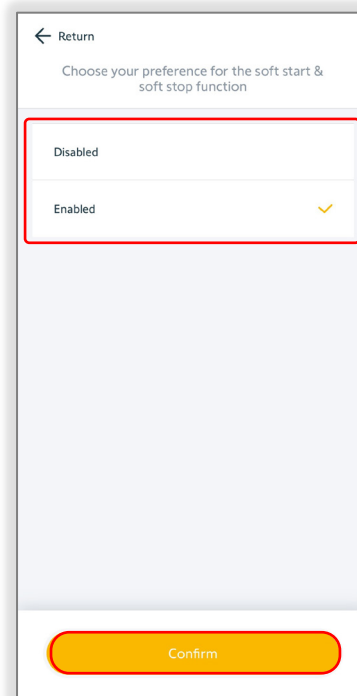 Return
Choose your preference for the soft start &
soft stop function
Disabled
Enabled
Confirm